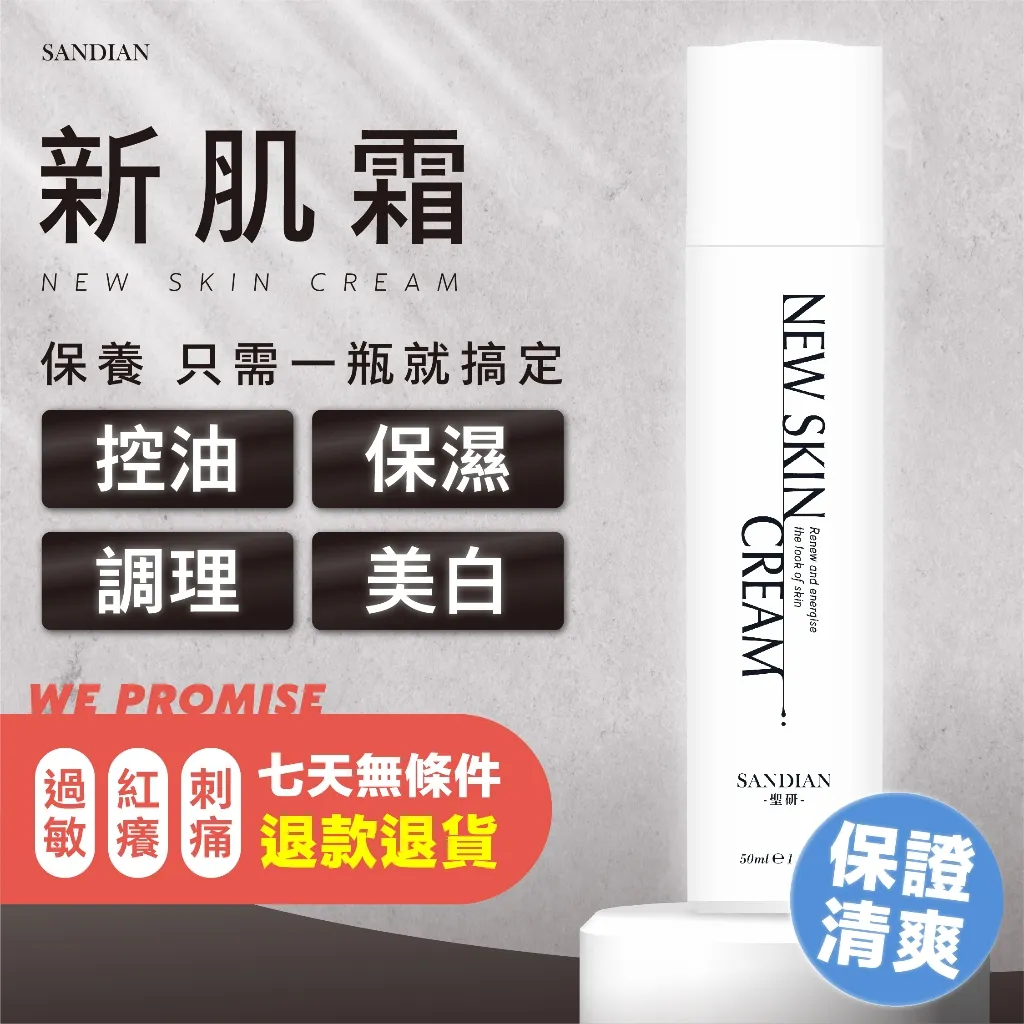 SANDIAN
新肌霜
NEW SKIN CREAM
保養 只需一瓶就搞定
控油
保濕
調理
美白
WE PROMISE
過敏
紅癢
刺痛
七天無條件
退款退貨
NEW SKIN
CREAM
Renew and energise
the look of skin
SANDIAN
-聖研-
50ml ℮ 1
保證
清爽